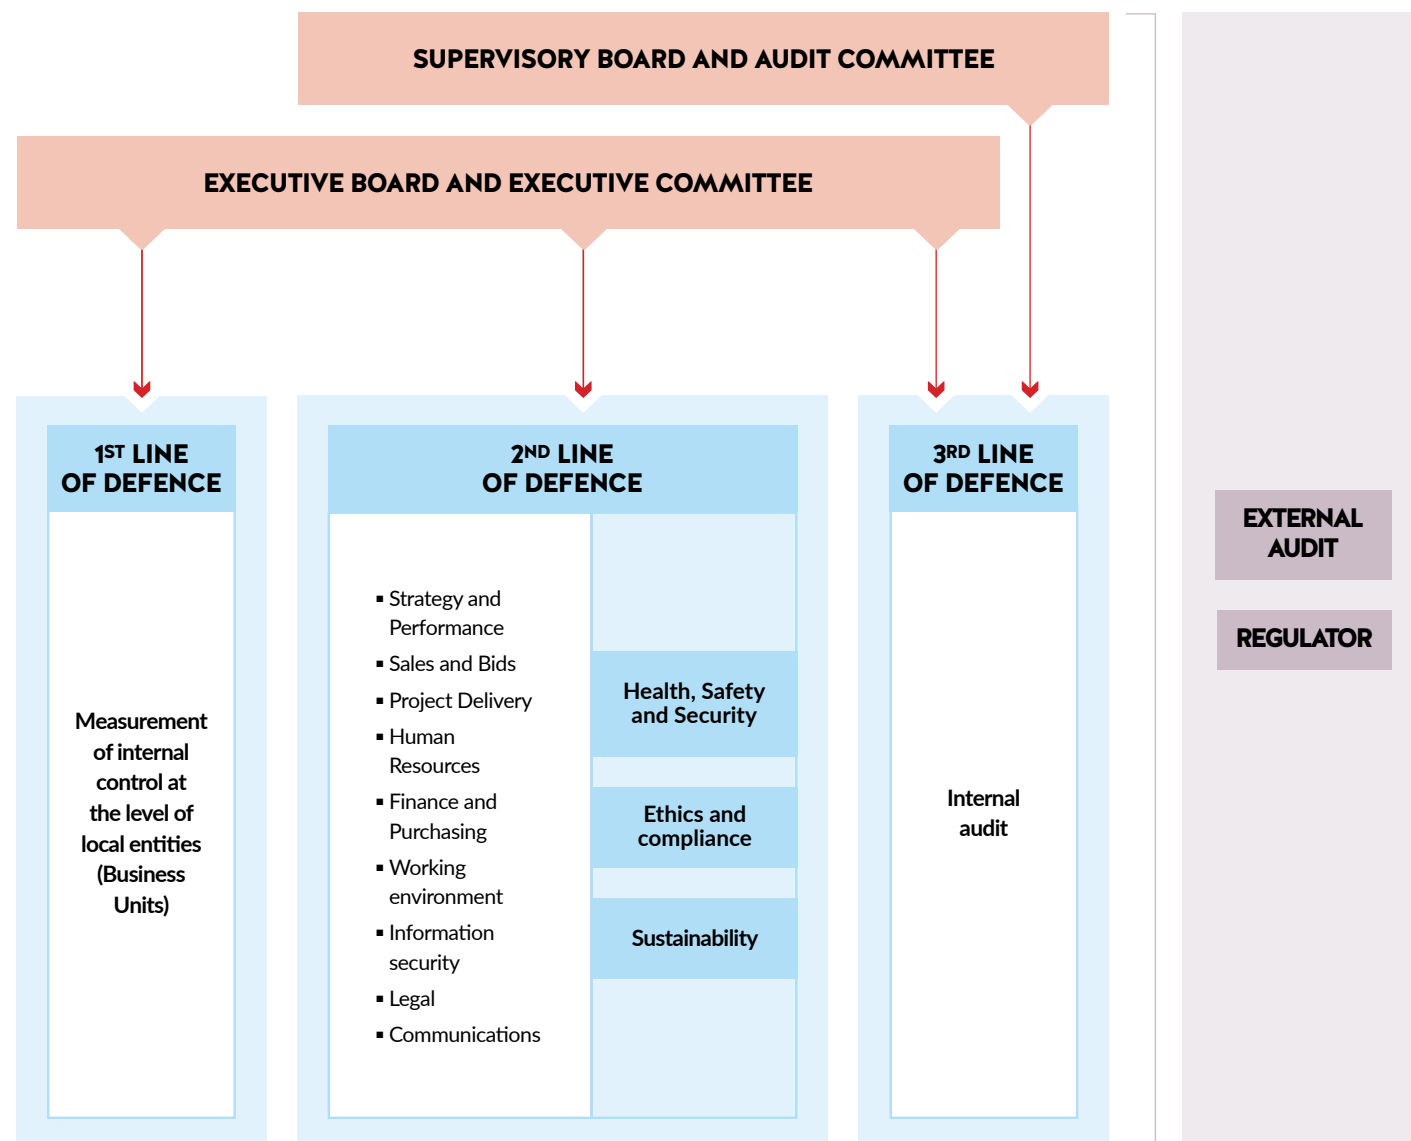 SUPERVISORY BOARD AND AUDIT COMMITTEE
EXECUTIVE BOARD AND EXECUTIVE COMMITTEE
1ST LINE
OF DEFENCE
Measurement
of internal
control at
the level of
local entities
(Business
Units)
2ND LINE
OF DEFENCE
▪ Strategy and
Performance
▪ Sales and Bids
▪ Project Delivery
▪ Human
Resources
▪ Finance and
Purchasing
▪ Working
environment
▪ Information
security
▪ Legal
▪ Communications
Health, Safety
and Security
Ethics and
compliance
Sustainability
3RD LINE
OF DEFENCE
Internal
audit
EXTERNAL
AUDIT
REGULATOR